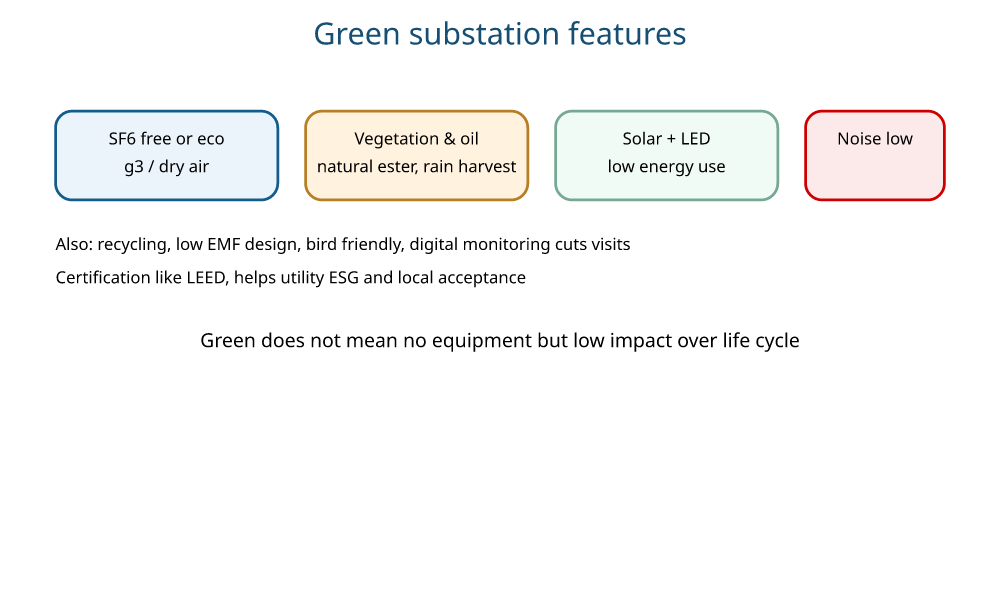 Green substation features
SF6 free or eco
g3 / dry air
Vegetation & oil
natural ester, rain harvest
Solar + LED
low energy use
Noise low
Also: recycling, low EMF design, bird friendly, digital monitoring cuts visits
Certification like LEED, helps utility ESG and local acceptance
Green does not mean no equipment but low impact over life cycle